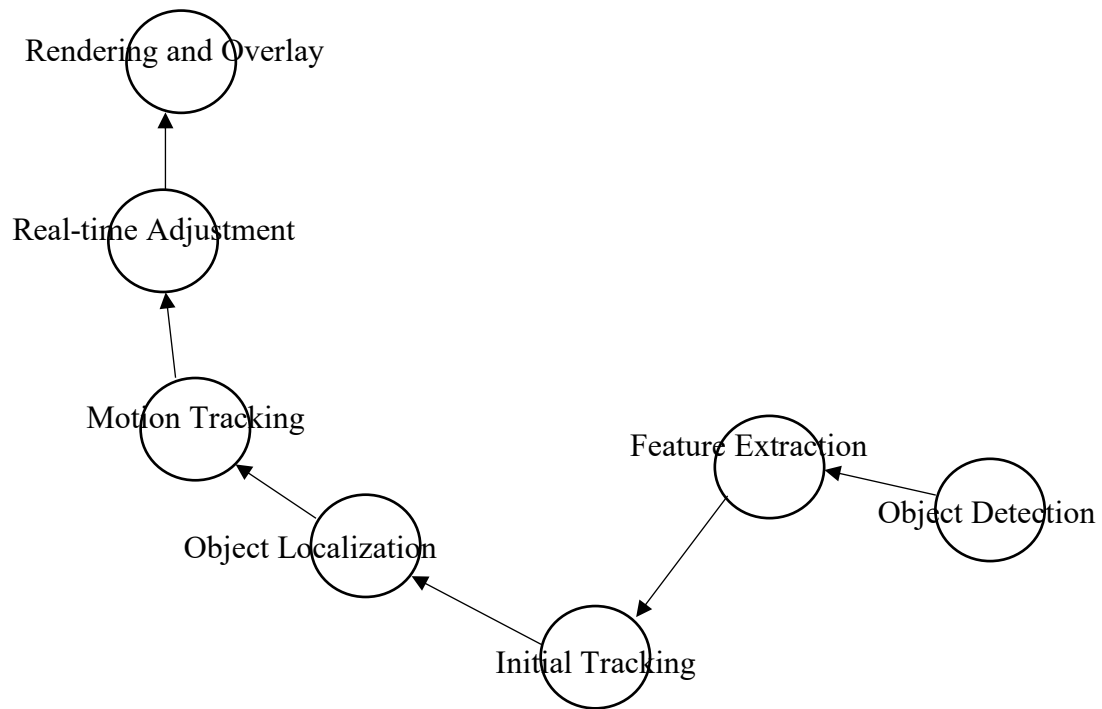 Rendering and Overlay
Real-time Adjustment
Motion Tracking
Feature Extraction
Object Detection
Object Localization
Initial Tracking